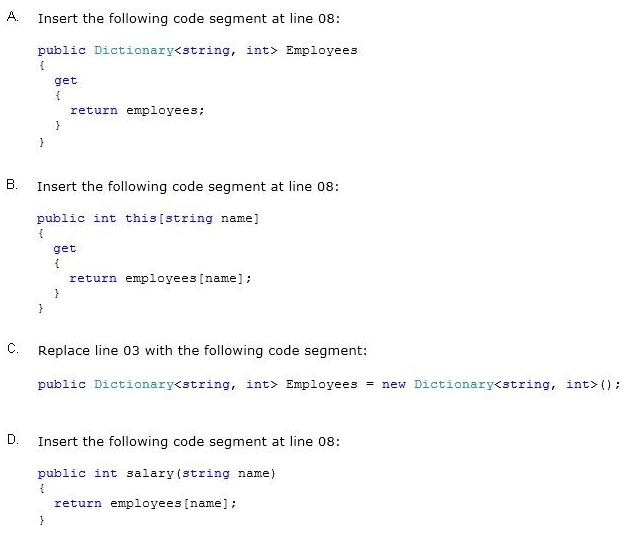 A. Insert the following code segment at line 08:
public Dictionary<string, int> Employees
{
get
{
return employees;
}
}
B. Insert the following code segment at line 08:
public int this[string name]
{
get
{
return employees[name];
}
}
C. Replace line 03 with the following code segment:
public Dictionary<string, int> Employees = new Dictionary<string, int>();
D. Insert the following code segment at line 08:
public int salary(string name)
{
return employees[name];
}